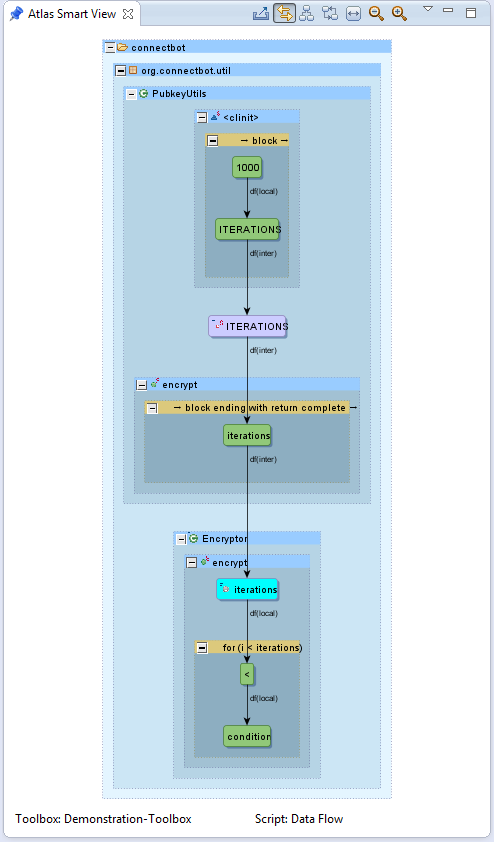 Atlas Smart View
connectbot
org.connectbot.util
PubkeyUtils
<clinit>
→ block →
1000
df(local)
ITERATIONS
df(inter)
ITERATIONS
df(inter)
encrypt
→ block ending with return complete →
iterations
df(inter)
Encryptor
encrypt
iterations
df(local)
for (i < iterations)
<
df(local)
condition
Toolbox: Demonstration-Toolbox Script: Data Flow